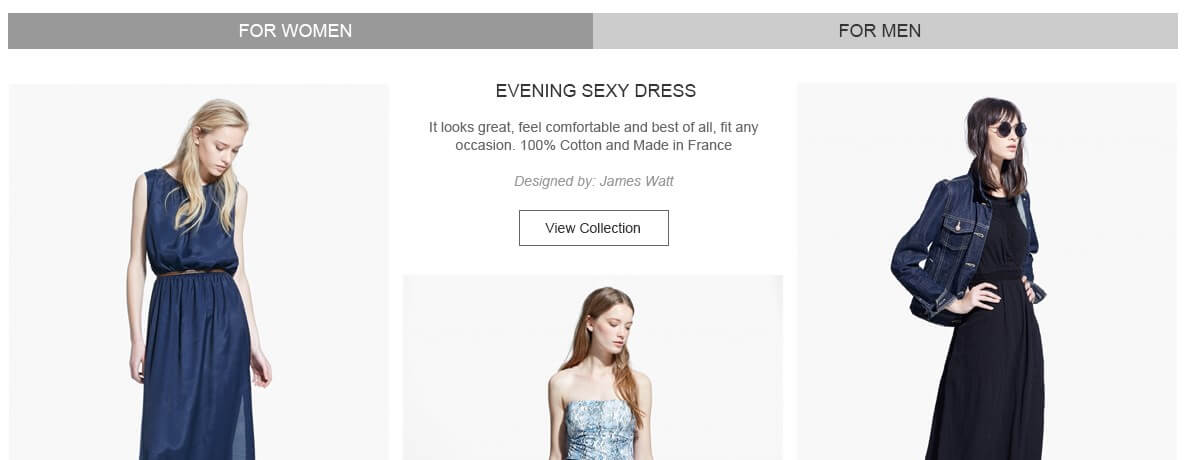 FOR WOMEN
FOR MEN
EVENING SEXY DRESS
It looks great, feel comfortable and best of all, fit any
occasion. 100% Cotton and Made in France
Designed by: James Watt
View Collection